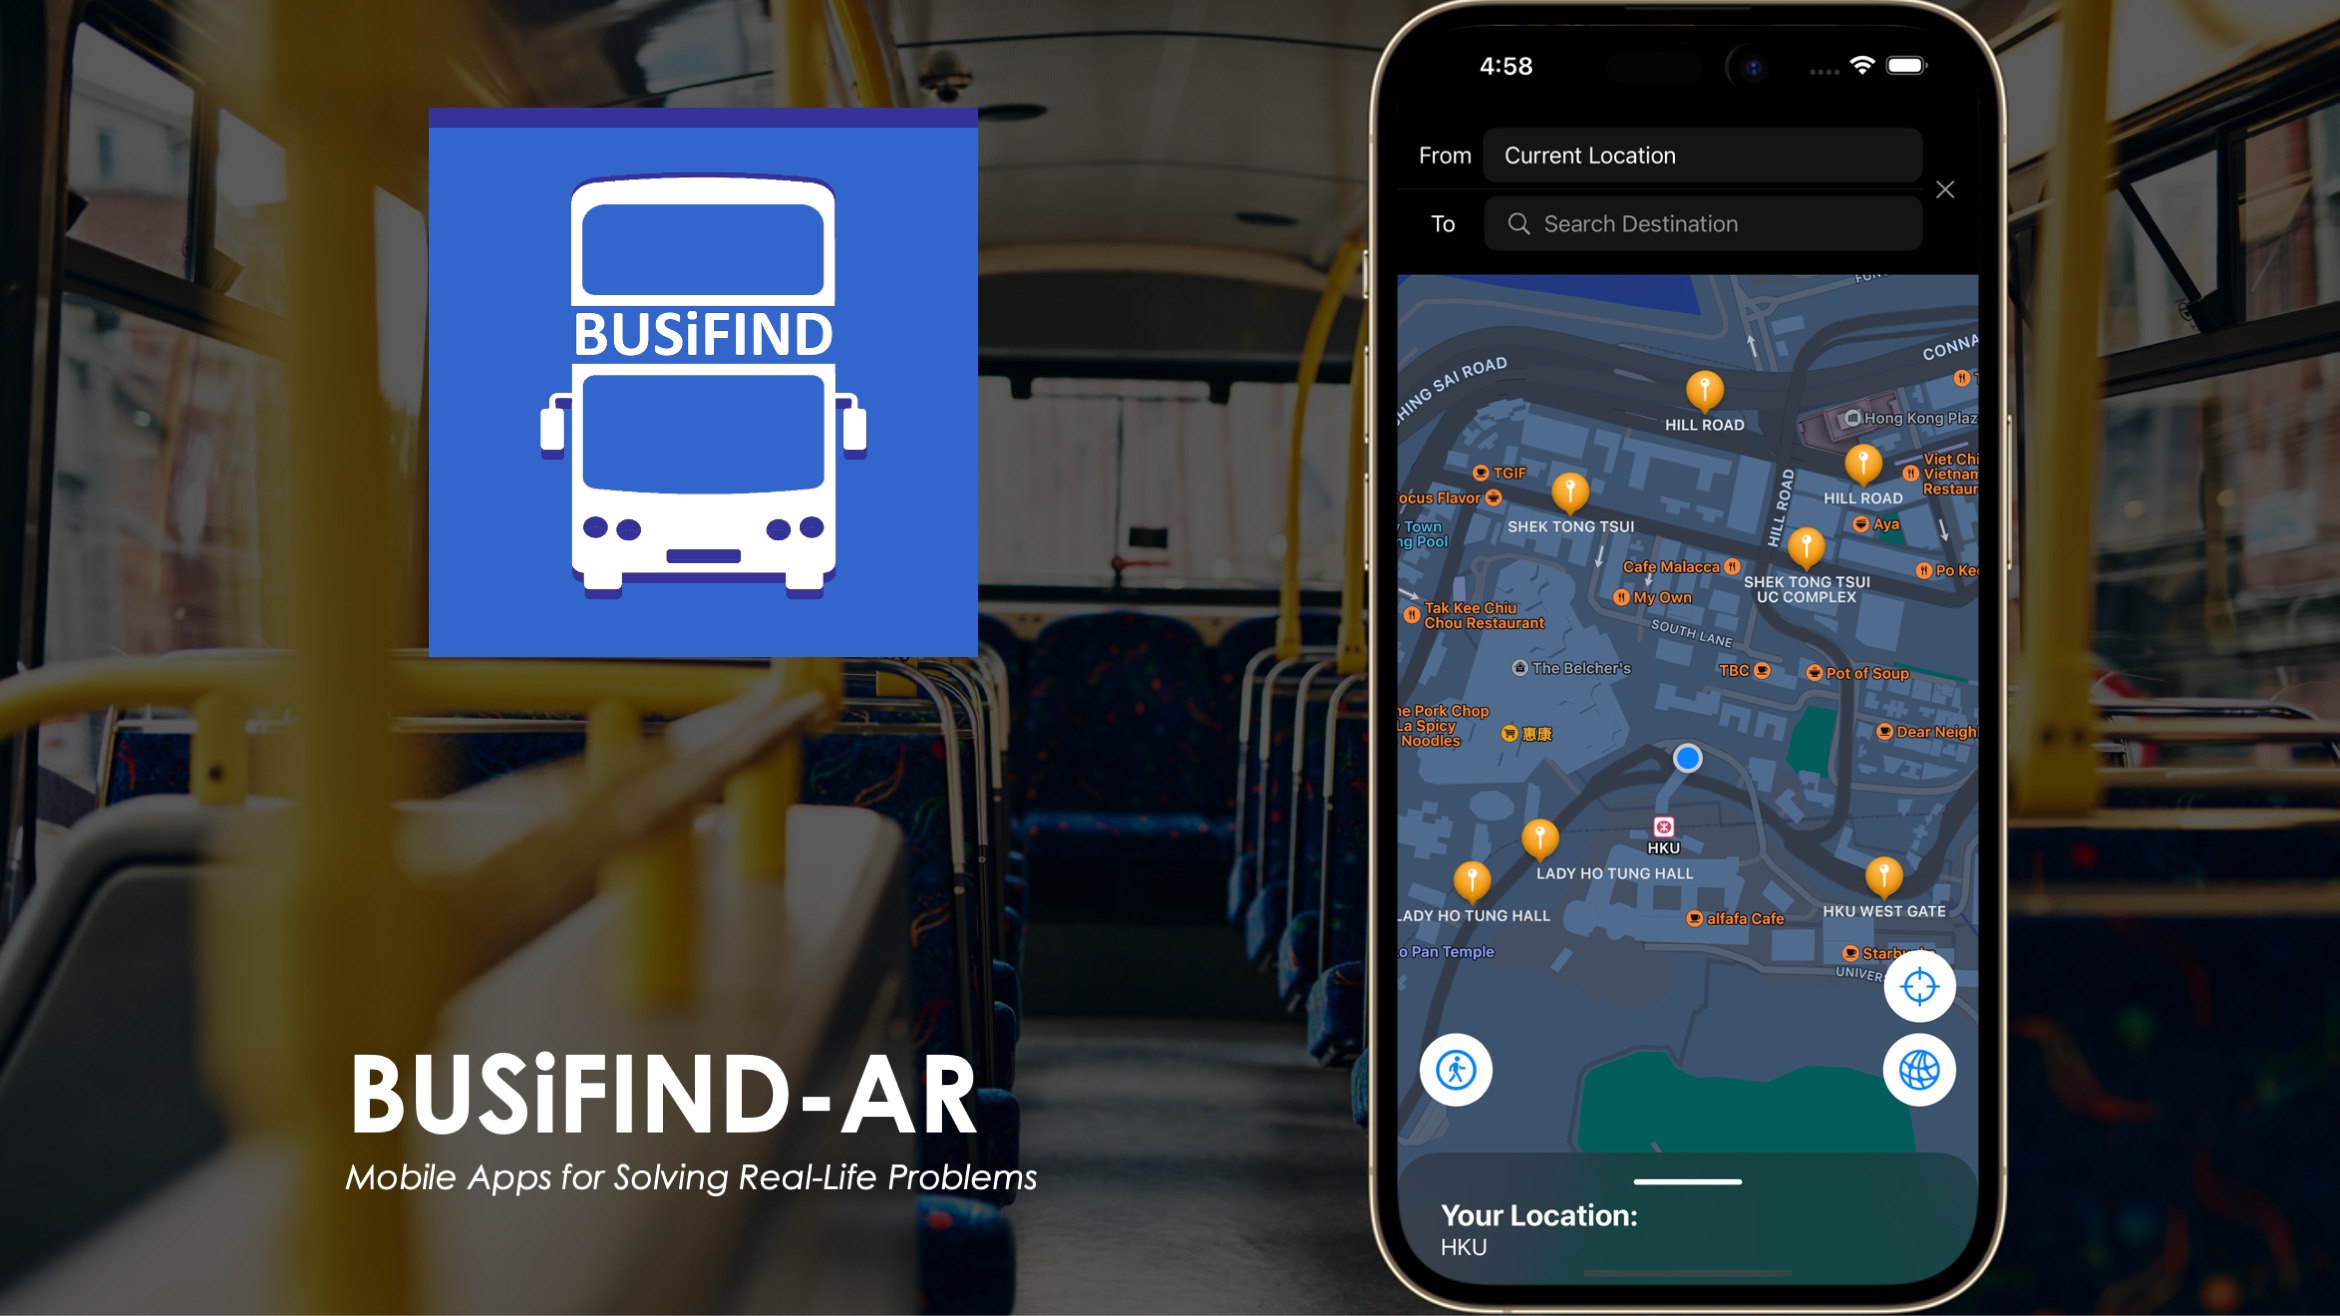 BUSiFIND
BUSiFIND-AR
Mobile Apps for Solving Real-Life Problems
4:58
From
Current Location
To
Search Destination
HING SAI ROAD
CONNA
HILL ROAD
Hong Kong Plaz
TGIF
ocus Flavor
SHEK TONG TSUI
HILL ROAD
HILL ROAD
Viet Chi
Vietnam
Restaur
Town
ng Pool
Aya
Cafe Malacca
My Own
SHEK TONG TSUI
UC COMPLEX
Po Kee
Tak Kee Chiu
Chou Restaurant
SOUTH LANE
The Belcher's
TBC
Pot of Soup
e Pork Chop
La Spicy
Noodles
惠康
Dear Neigh
HKU
LADY HO TUNG HALL
LADY HO TUNG HALL
HKU WEST GATE
alfafa Cafe
o Pan Temple
Starb
UNIVER
Your Location:
HKU